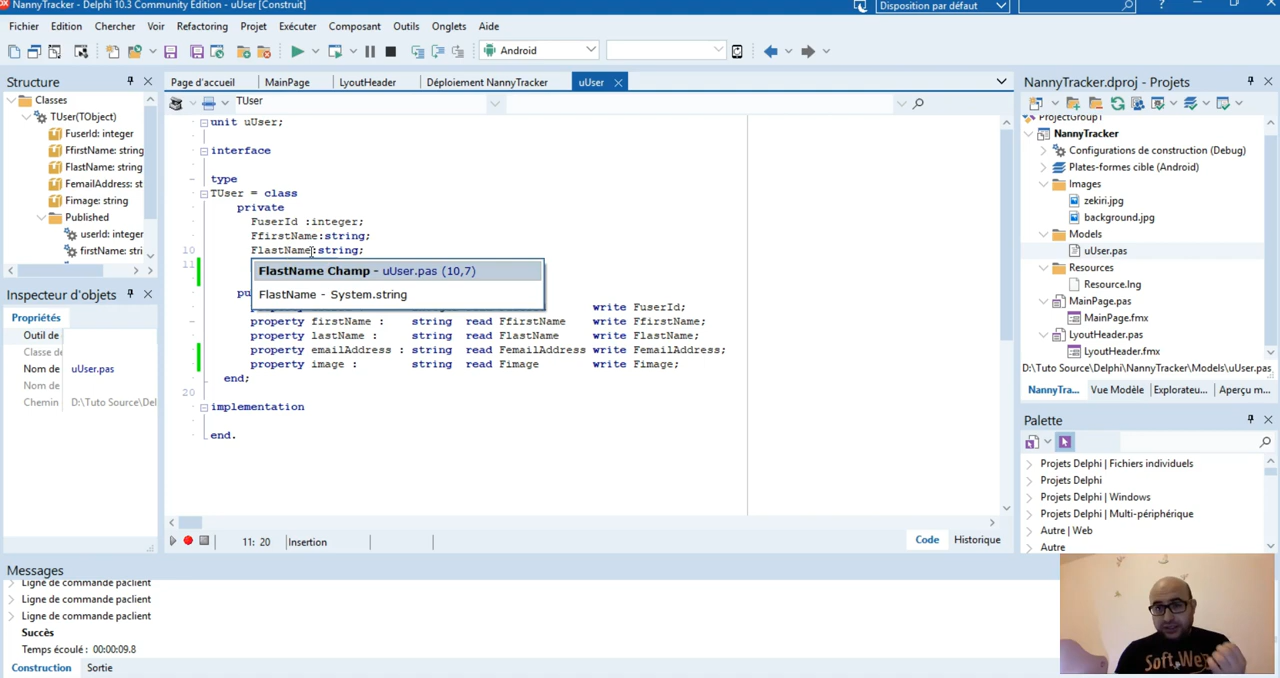 NannyTracker - Delphi 10.3 Community Edition - uUser [Construit]
Disposition par défaut
Fichier Edition Chercher Voir Refactoring Projet Exécuter Composant Outils Onglets Aide
Android
Structure
Classes
TUser(TObject)
FuserId: integer
FfirstName: string
FlastName: string
FemailAddress: st
Fimage: string
Published
userId: integer
firstName: stri
Inspecteur d'objets
Propriétés
Outil de
Classe de
Nom de uUser.pas
Nom de
Chemin D:\Tuto Source\Del
Page d'accueil MainPage LyoutHeader Déploiement NannyTracker uUser
TUser
unit uUser;
interface
type
TUser = class
private
FuserId :integer;
FfirstName:string;
10 FlastName:string;
11
FlastName Champ - uUser.pas (10,7)
FlastName - System.string
pu
write FuserId;
property firstName : string read FfirstName write FfirstName;
property lastName : string read FlastName write FlastName;
property emailAddress : string read FemailAddress write FemailAddress;
property image : string read Fimage write Fimage;
end;
20
implementation
end.
11: 20 Insertion
Code Historique
NannyTracker.dproj - Projets
ProjectGroup1
NannyTracker
Configurations de construction (Debug)
Plates-formes cible (Android)
Images
zekiri.jpg
background.jpg
Models
uUser.pas
Resources
Resource.lng
MainPage.pas
MainPage.fmx
LyoutHeader.pas
LyoutHeader.fmx
D:\Tuto Source\Delphi\NannyTracker\Models\uUser.pas
NannyTra... Vue Modèle Explorateu... Aperçu m...
Palette
Projets Delphi | Fichiers individuels
Projets Delphi
Projets Delphi | Windows
Projets Delphi | Multi-périphérique
Autre | Web
Autre
Messages
Ligne de commande paclient
Ligne de commande paclient
Ligne de commande paclient
Succès
Temps écoulé : 00:00:09.8
Construction Sortie
Soft Web